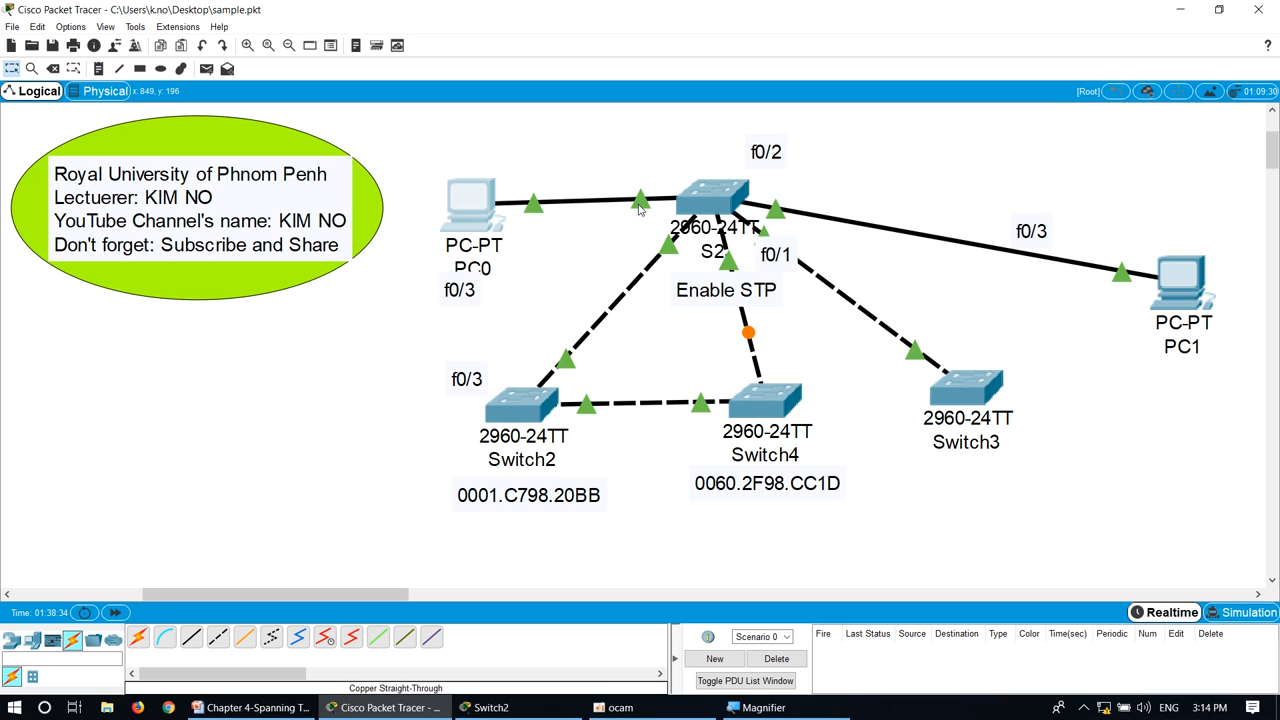 Cisco Packet Tracer - C:\Users\k.no\Desktop\sample.pkt
File Edit Options View Tools Extensions Help
Logical Physical x: 849, y: 196 [Root] 01:09:30
Royal University of Phnom Penh
Lectuerer: KIM NO
YouTube Channel's name: KIM NO
Don't forget: Subscribe and Share
f0/2
PC-PT
PC0
f0/3
2960-24TT
S2
f0/1
Enable STP
f0/3
PC-PT
PC1
f0/3
2960-24TT
Switch2
0001.C798.20BB
2960-24TT
Switch4
0060.2F98.CC1D
2960-24TT
Switch3
Time: 01:38:34 Realtime Simulation
Scenario 0
New Delete
Toggle PDU List Window
Fire Last Status Source Destination Type Color Time(sec) Periodic Num Edit Delete
Copper Straight-Through
Chapter 4-Spanning T... Cisco Packet Tracer - ... Switch2 ocam Magnifier ENG 3:14 PM